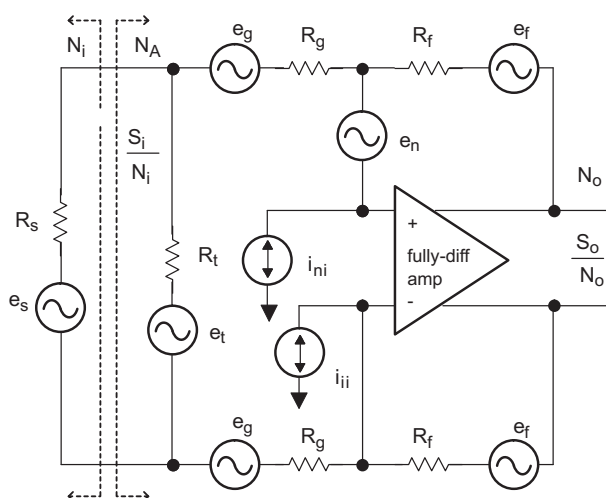 N_i N_A e_g R_g R_f e_f
S_i
N_i
e_n
N_o
R_s
R_t
i_ni
+
fully-diff
amp
-
S_o
N_o
e_s
e_t
i_ii
e_g R_g R_f e_f